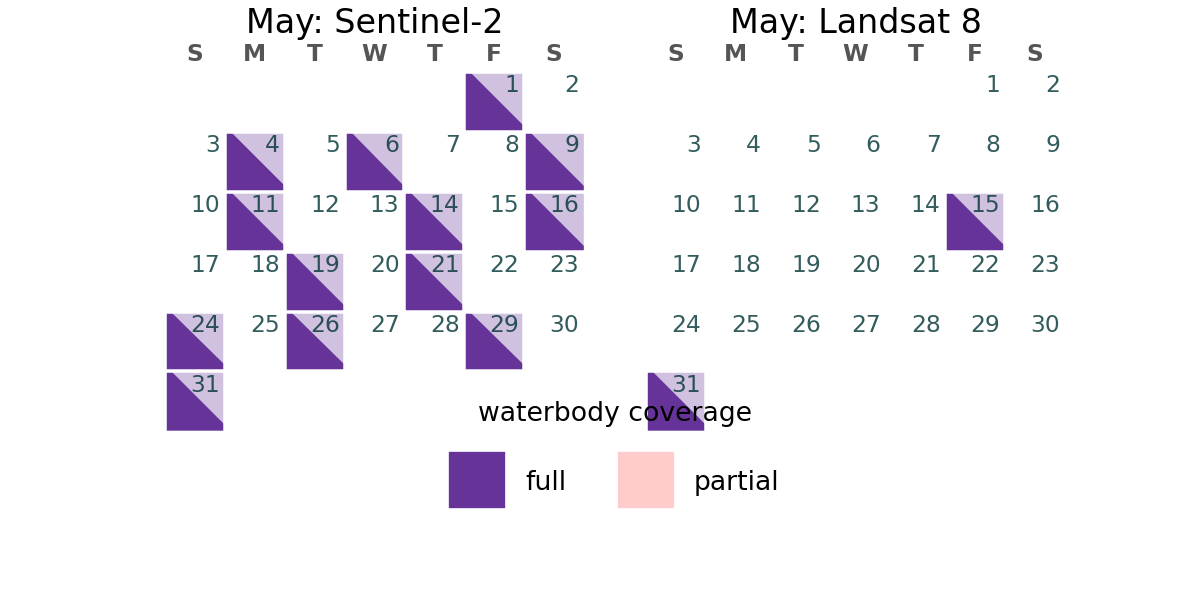 May: Sentinel-2
S M T W T F S
1 2
3 4 5 6 7 8 9
10 11 12 13 14 15 16
17 18 19 20 21 22 23
24 25 26 27 28 29 30
31
May: Landsat 8
S M T W T F S
1 2
3 4 5 6 7 8 9
10 11 12 13 14 15 16
17 18 19 20 21 22 23
24 25 26 27 28 29 30
31
waterbody coverage
full
partial